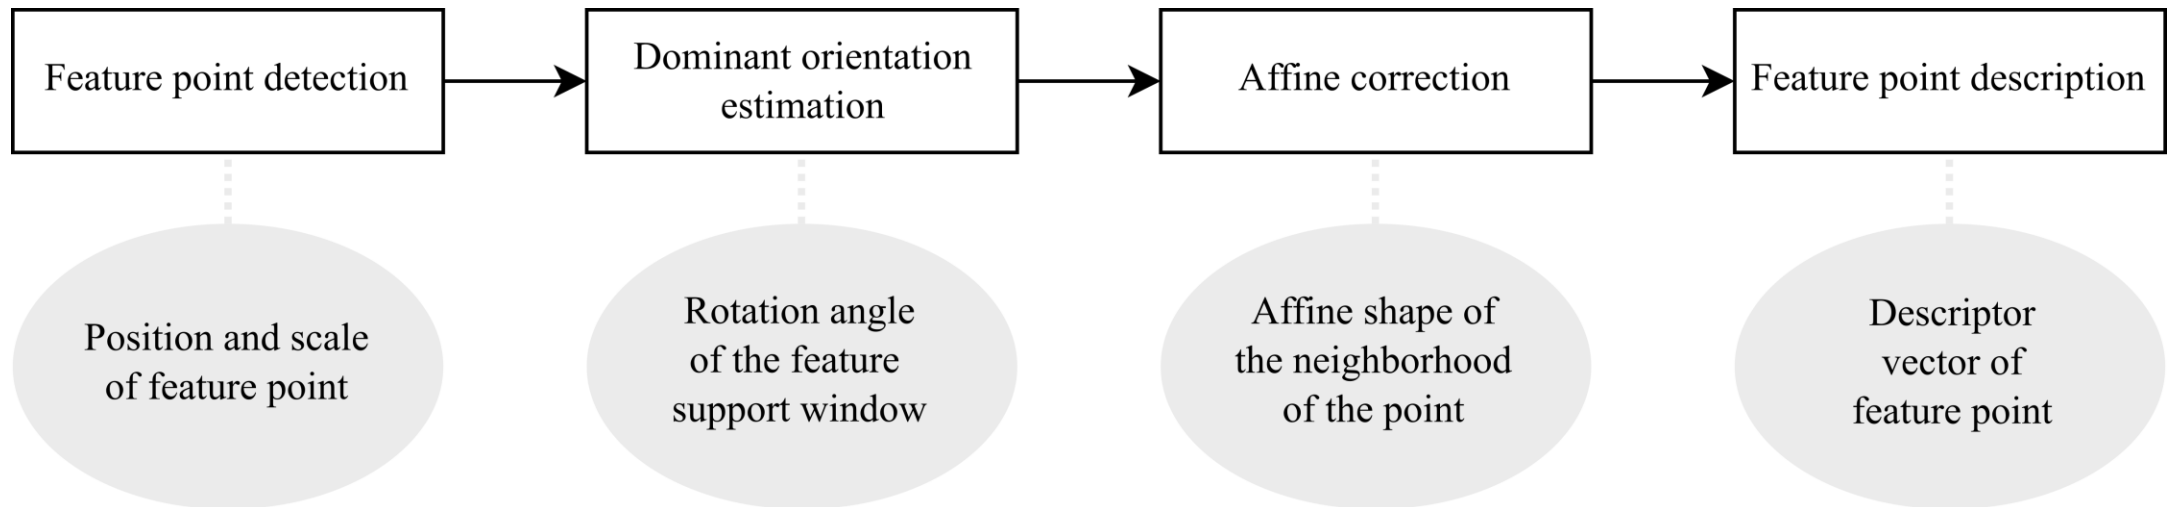 Feature point detection
Dominant orientation
estimation
Affine correction
Feature point description
Position and scale
of feature point
Rotation angle
of the feature
support window
Affine shape of
the neighborhood
of the point
Descriptor
vector of
feature point